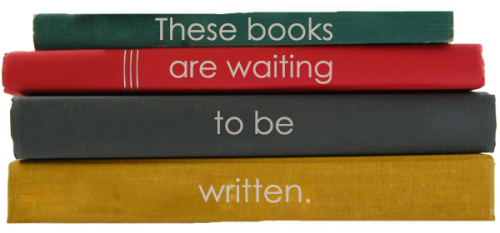 These books
are waiting
to be
written.